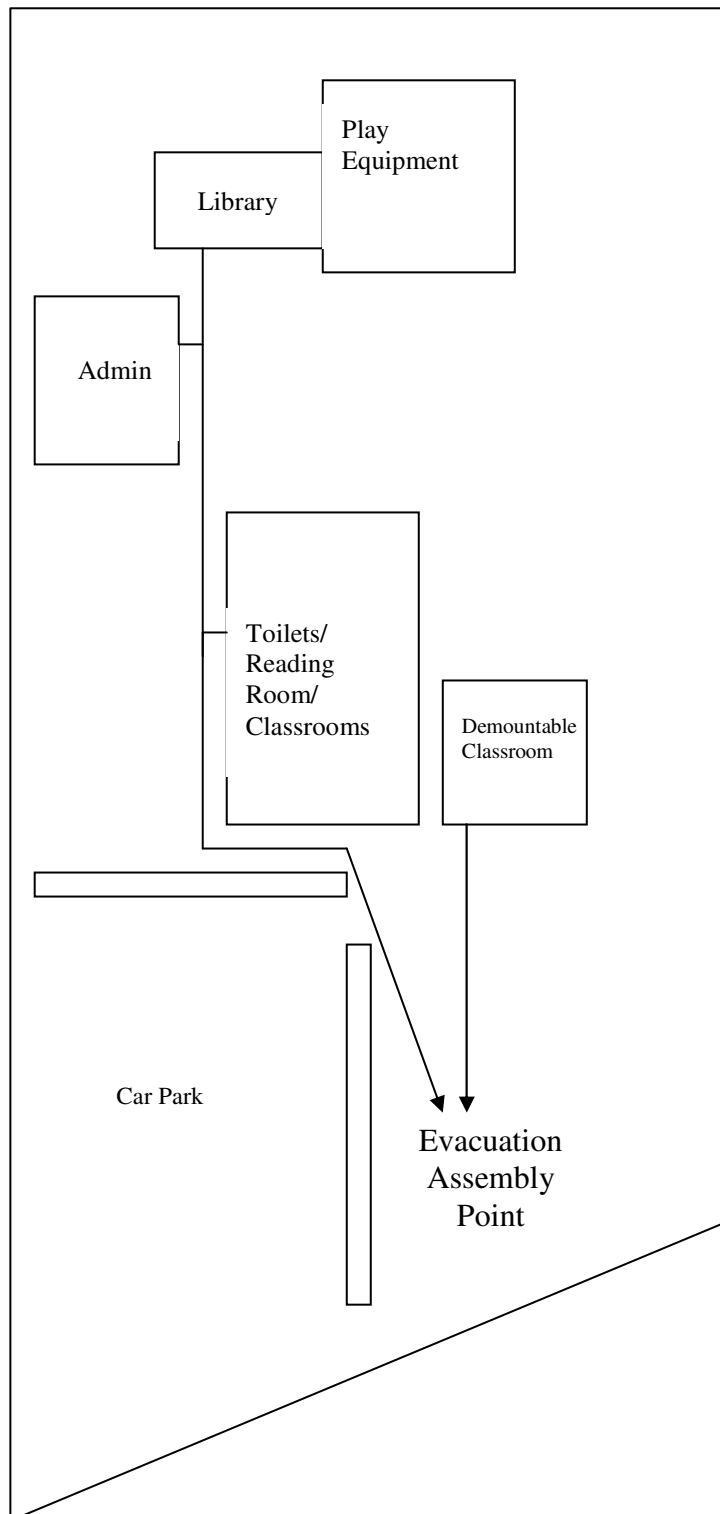 Play
Equipment
Library
Admin
Toilets/
Reading
Room/
Classrooms
Demountable
Classroom
Car Park
Evacuation
Assembly
Point